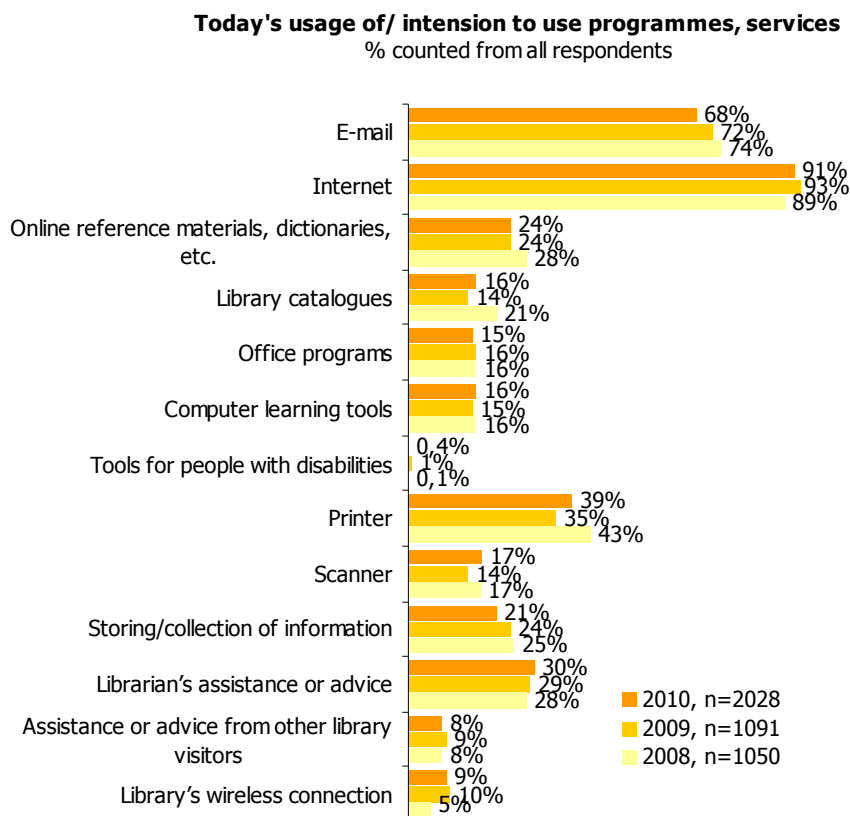 Today's usage of/ intension to use programmes, services
% counted from all respondents
E-mail
68%
72%
74%
Internet
91%
93%
89%
Online reference materials, dictionaries,
etc.
24%
24%
28%
Library catalogues
16%
14%
21%
Office programs
15%
16%
16%
Computer learning tools
16%
15%
16%
Tools for people with disabilities
0,4%
1%
0,1%
Printer
39%
35%
43%
Scanner
17%
14%
17%
Storing/collection of information
21%
24%
25%
Librarian’s assistance or advice
30%
29%
28%
Assistance or advice from other library
visitors
8%
9%
8%
Library’s wireless connection
9%
10%
5%
2010, n=2028
2009, n=1091
2008, n=1050